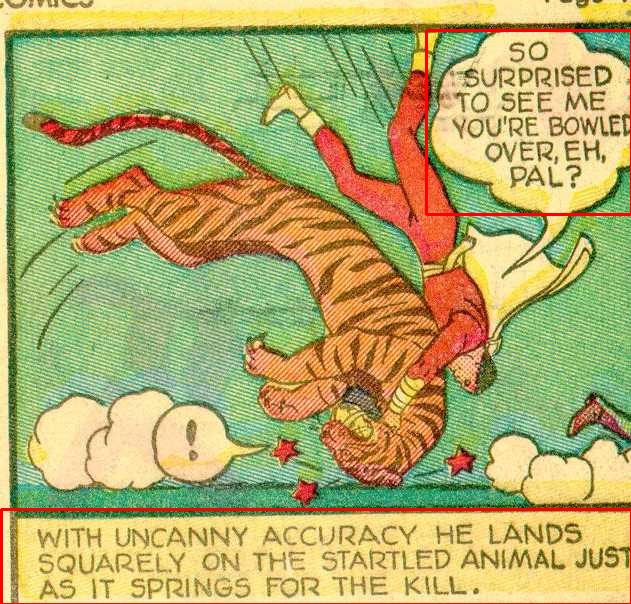 COMICS
SO
SURPRISED
TO SEE ME
YOU'RE BOWLED
OVER, EH,
PAL?
!
WITH UNCANNY ACCURACY HE LANDS
SQUARELY ON THE STARTLED ANIMAL JUST
AS IT SPRINGS FOR THE KILL.